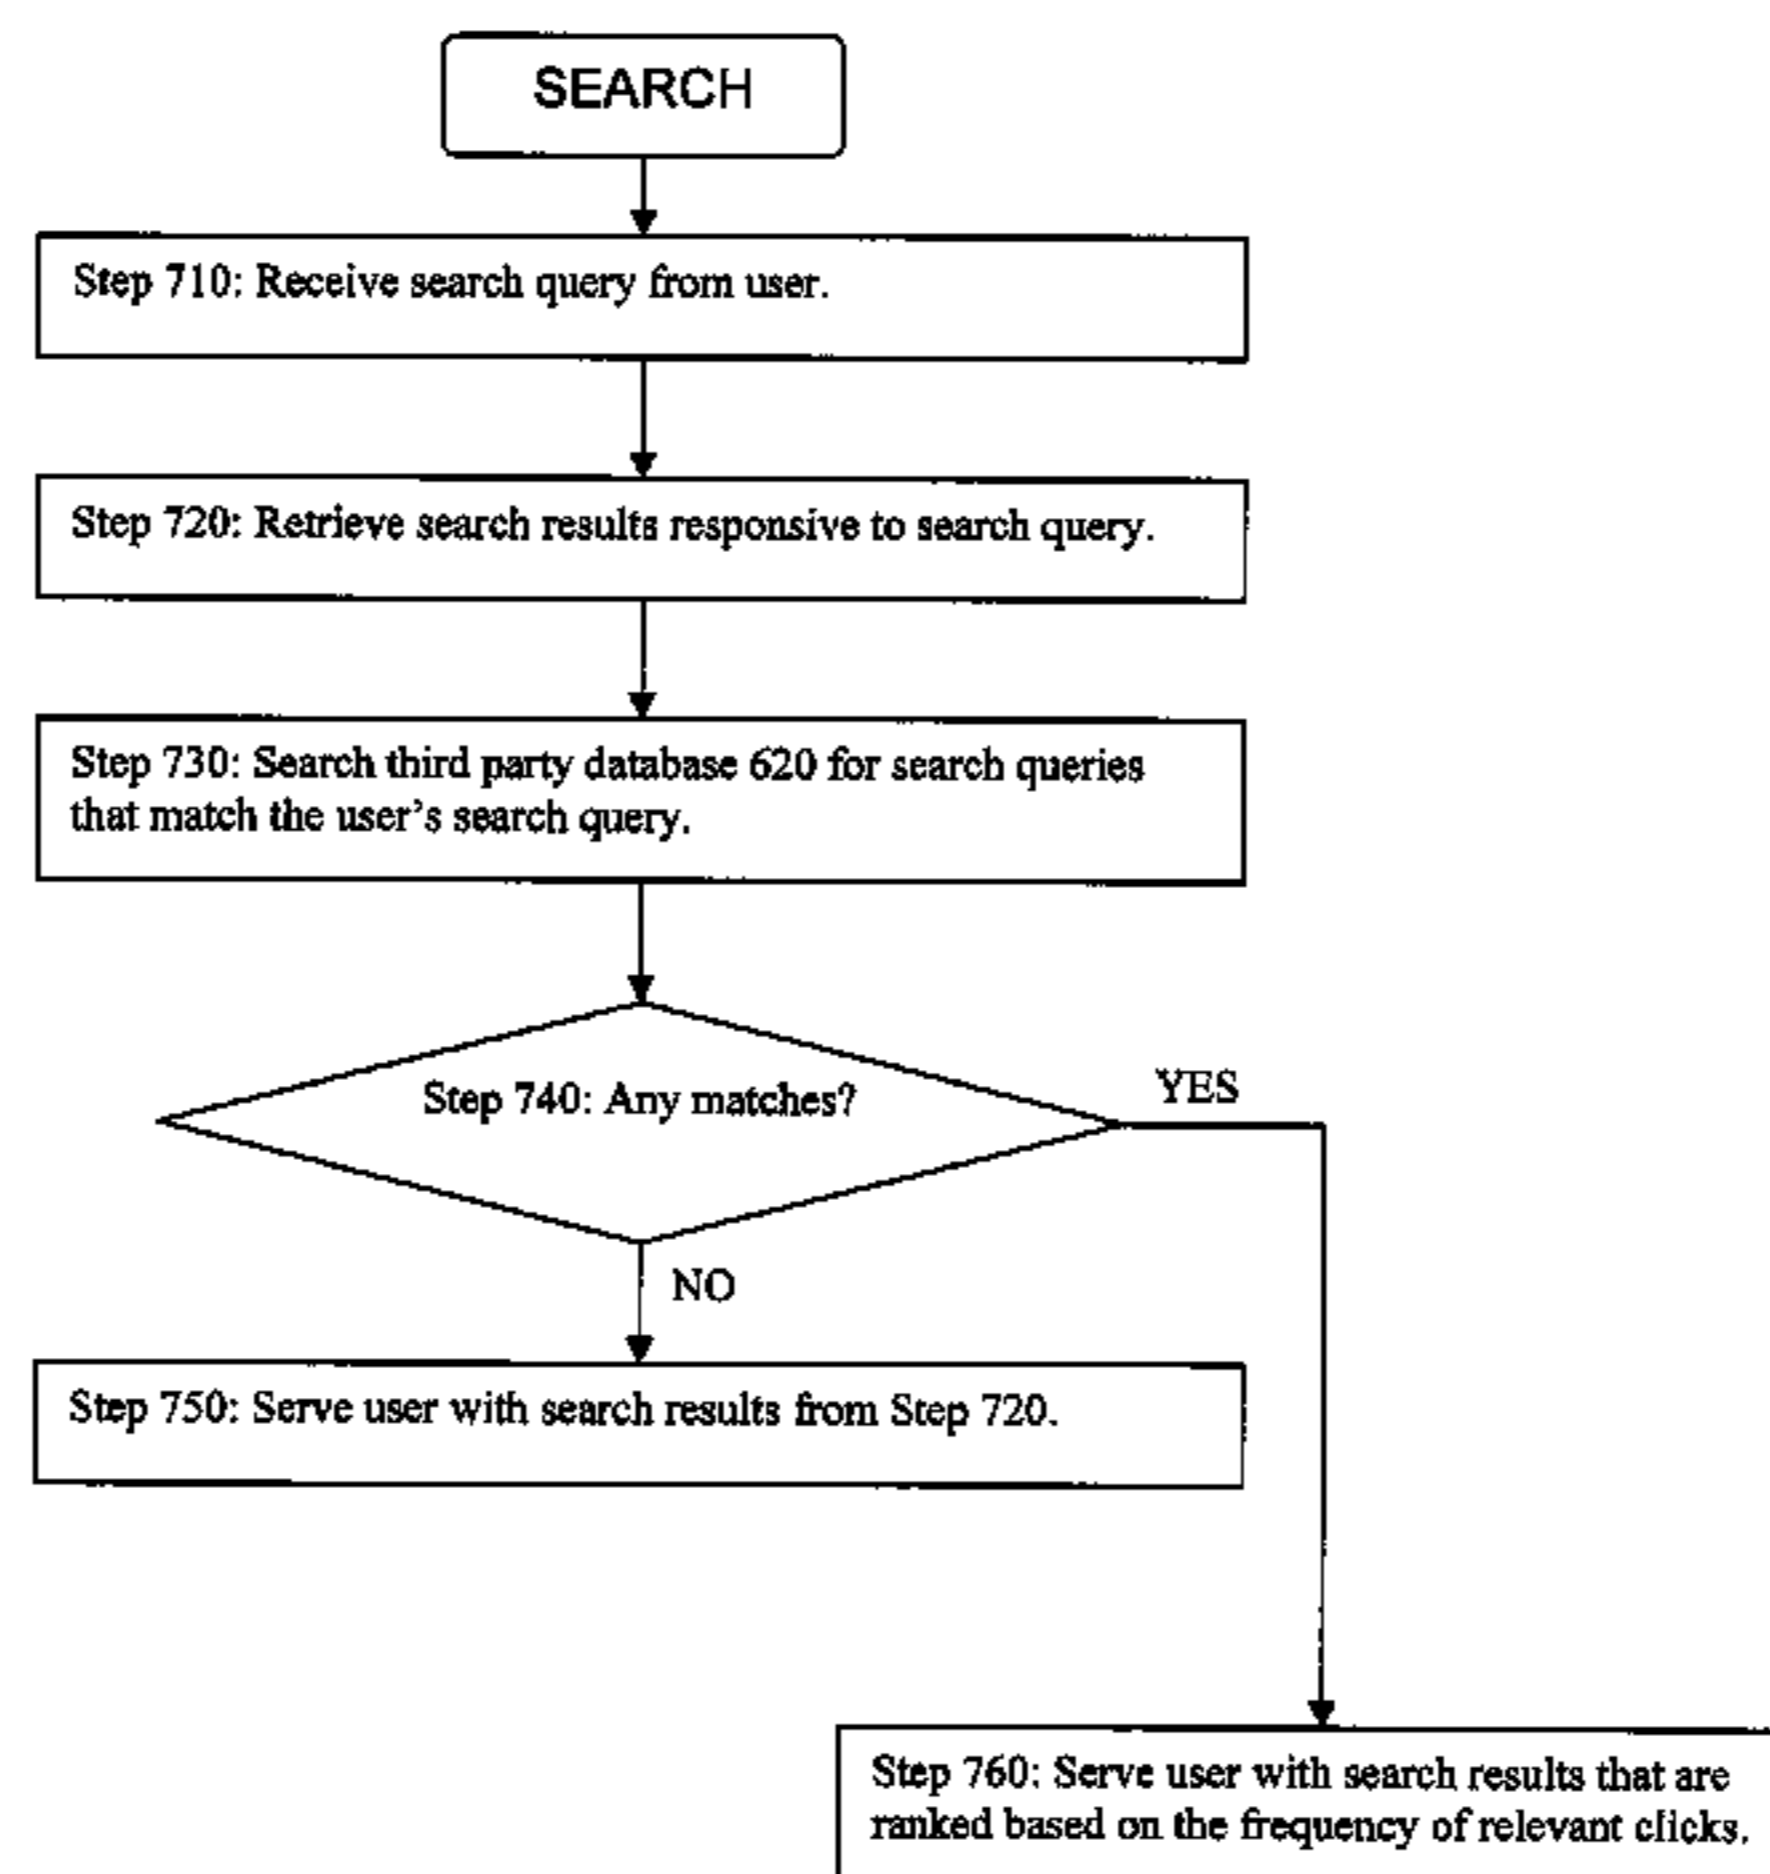 SEARCH
Step 710: Receive search query from user.
Step 720: Retrieve search results responsive to search query.
Step 730: Search third party database 620 for search queries
that match the user's search query.
Step 740: Any matches?
YES
NO
Step 750: Serve user with search results from Step 720.
Step 760: Serve user with search results that are
ranked based on the frequency of relevant clicks.